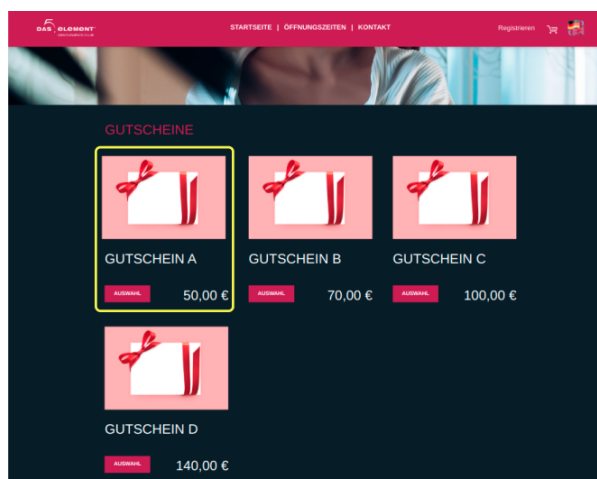 DAS 5 element
STARTSEITE | ÖFFNUNGSZEITEN | KONTAKT
Registrieren
GUTSCHEINE
GUTSCHEIN A
AUSWAHL 50,00 €
GUTSCHEIN B
AUSWAHL 70,00 €
GUTSCHEIN C
AUSWAHL 100,00 €
GUTSCHEIN D
AUSWAHL 140,00 €